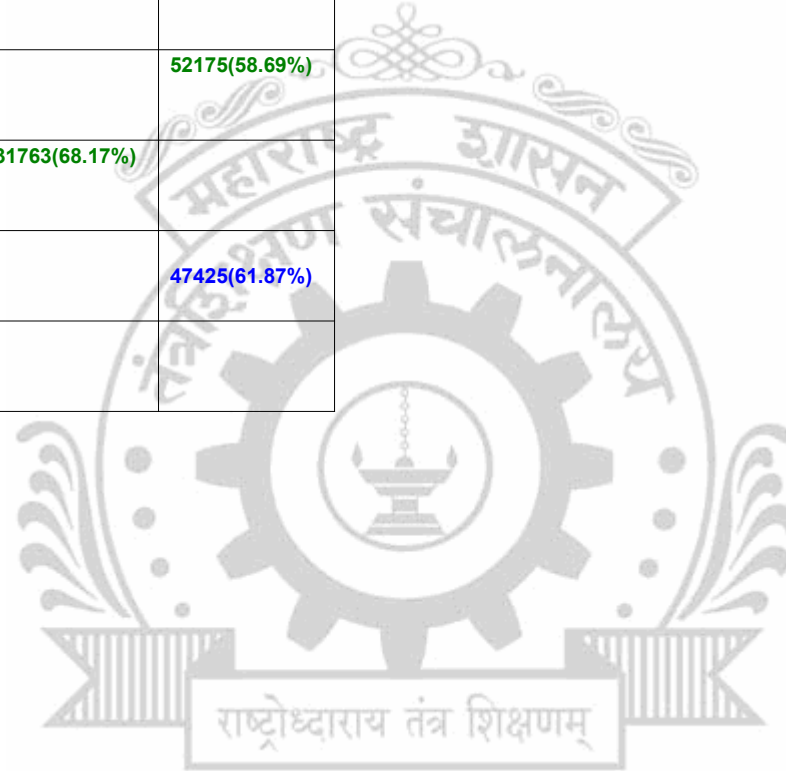 52175(58.69%)
31763(68.17%)
47425(61.87%)
महाराष्ट्र शासन
तंत्रशिक्षण संचालनालय
राष्ट्रोध्दाराय तंत्र शिक्षणम्